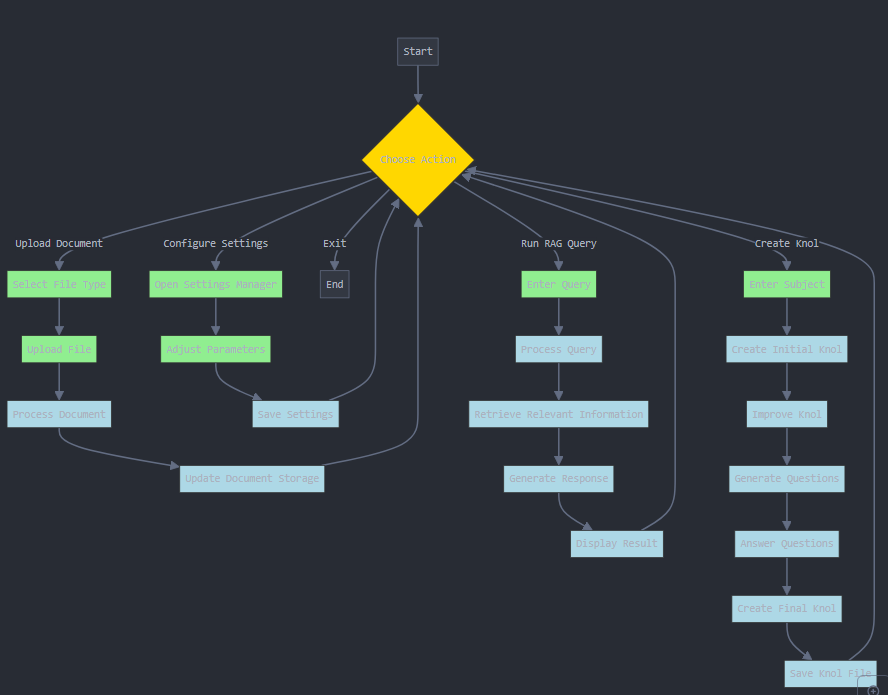 Start
Choose Action
Upload Document
Configure Settings
Exit
Run RAG Query
Create Knol
Select File Type
Open Settings Manager
End
Enter Query
Enter Subject
Upload File
Adjust Parameters
Process Query
Create Initial Knol
Process Document
Save Settings
Retrieve Relevant Information
Improve Knol
Update Document Storage
Generate Response
Generate Questions
Display Result
Answer Questions
Create Final Knol
Save Knol File